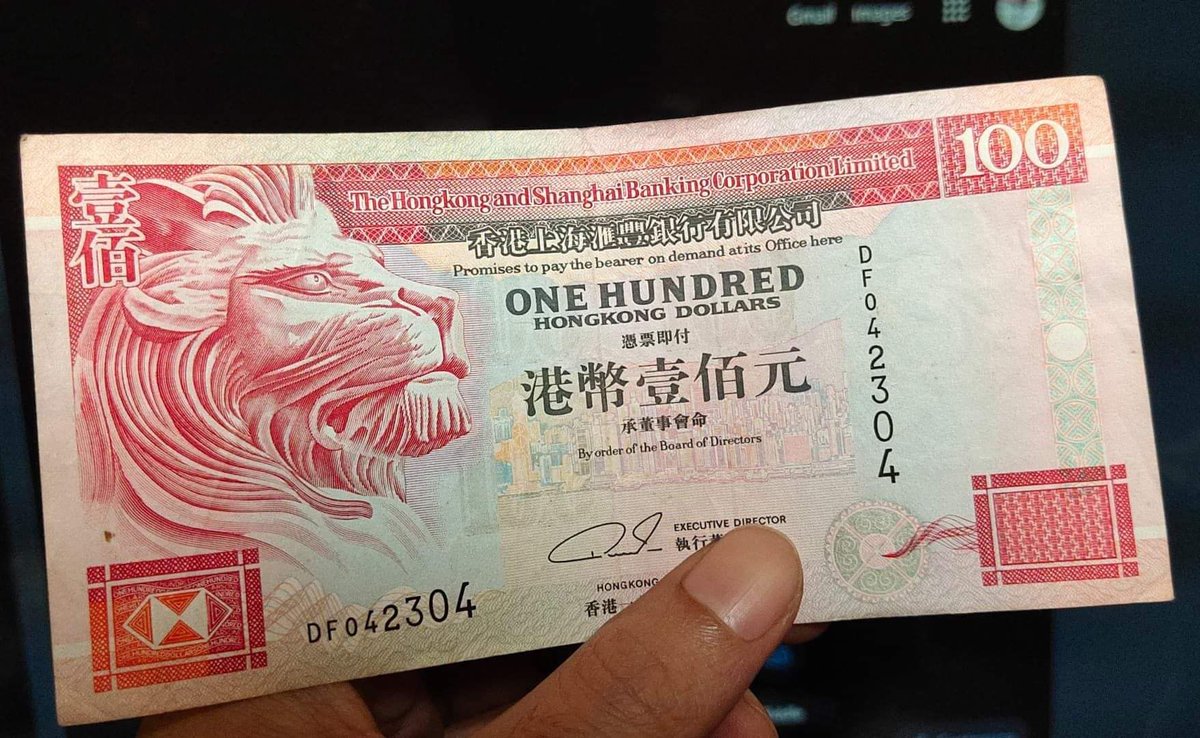 Gmail Images
The Hongkong and Shanghai Banking Corporation Limited
100
壹佰
香港上海滙豐銀行有限公司
Promises to pay the bearer on demand at its Office here
ONE HUNDRED
HONGKONG DOLLARS
憑票即付
港幣壹佰元
承董事會命
By order of the Board of Directors
DF042304
EXECUTIVE DIRECTOR
執行
HONGKONG
香港
DF042304